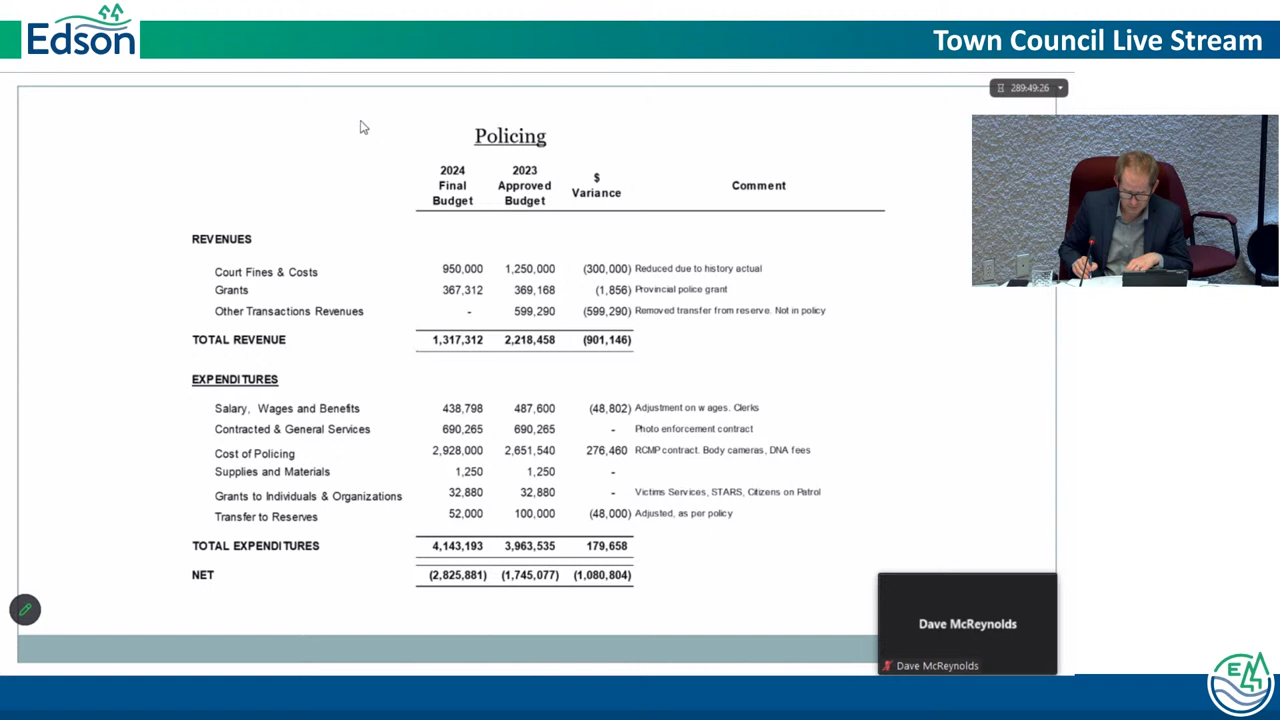 Edson
Town Council Live Stream
289:49:26
Policing
2024 Final Budget 2023 Approved Budget $ Variance Comment
REVENUES
Court Fines & Costs 950,000 1,250,000 (300,000) Reduced due to history actual
Grants 367,312 369,168 (1,856) Provincial police grant
Other Transactions Revenues - 599,290 (599,290) Removed transfer from reserve. Not in policy
TOTAL REVENUE 1,317,312 2,218,458 (901,146)
EXPENDITURES
Salary, Wages and Benefits 438,798 487,600 (48,802) Adjustment on wages. Clerks
Contracted & General Services 690,265 690,265 - Photo enforcement contract
Cost of Policing 2,928,000 2,651,540 276,460 RCMP contract. Body cameras, DNA fees
Supplies and Materials 1,250 1,250 -
Grants to Individuals & Organizations 32,880 32,880 - Victims Services, STARS, Citizens on Patrol
Transfer to Reserves 52,000 100,000 (48,000) Adjusted, as per policy
TOTAL EXPENDITURES 4,143,193 3,963,535 179,658
NET (2,825,881) (1,745,077) (1,080,804)
Dave McReynolds
Dave McReynolds